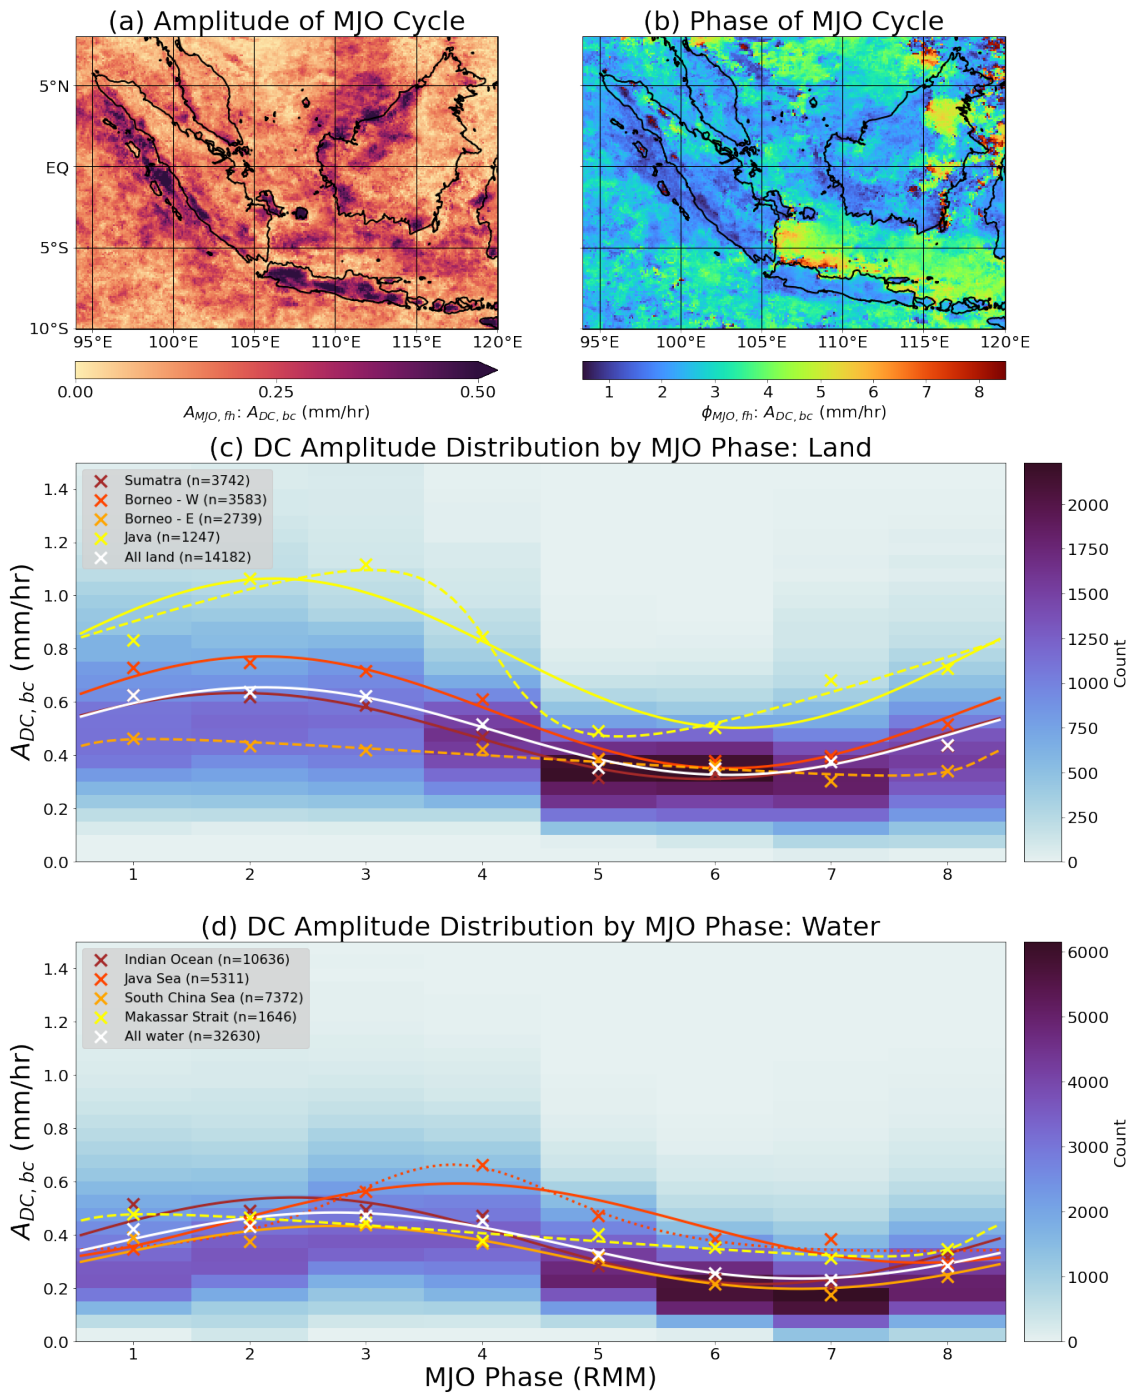 (a) Amplitude of MJO Cycle
(b) Phase of MJO Cycle
5°N
EQ
5°S
10°S
95°E 100°E 105°E 110°E 115°E 120°E
95°E 100°E 105°E 110°E 115°E 120°E
0.00 0.25 0.50
1 2 3 4 5 6 7 8
A_MJO, fh: A_DC, bc (mm/hr)
ϕ_MJO, fh: A_DC, bc (mm/hr)
(c) DC Amplitude Distribution by MJO Phase: Land
Sumatra (n=3742)
Borneo - W (n=3583)
Borneo - E (n=2739)
Java (n=1247)
All land (n=14182)
A_DC, bc (mm/hr)
1.4
1.2
1.0
0.8
0.6
0.4
0.2
0.0
1 2 3 4 5 6 7 8
2000
1750
1500
1250
1000
750
500
250
0
Count
(d) DC Amplitude Distribution by MJO Phase: Water
Indian Ocean (n=10636)
Java Sea (n=5311)
South China Sea (n=7372)
Makassar Strait (n=1646)
All water (n=32630)
A_DC, bc (mm/hr)
1.4
1.2
1.0
0.8
0.6
0.4
0.2
0.0
1 2 3 4 5 6 7 8
MJO Phase (RMM)
6000
5000
4000
3000
2000
1000
0
Count